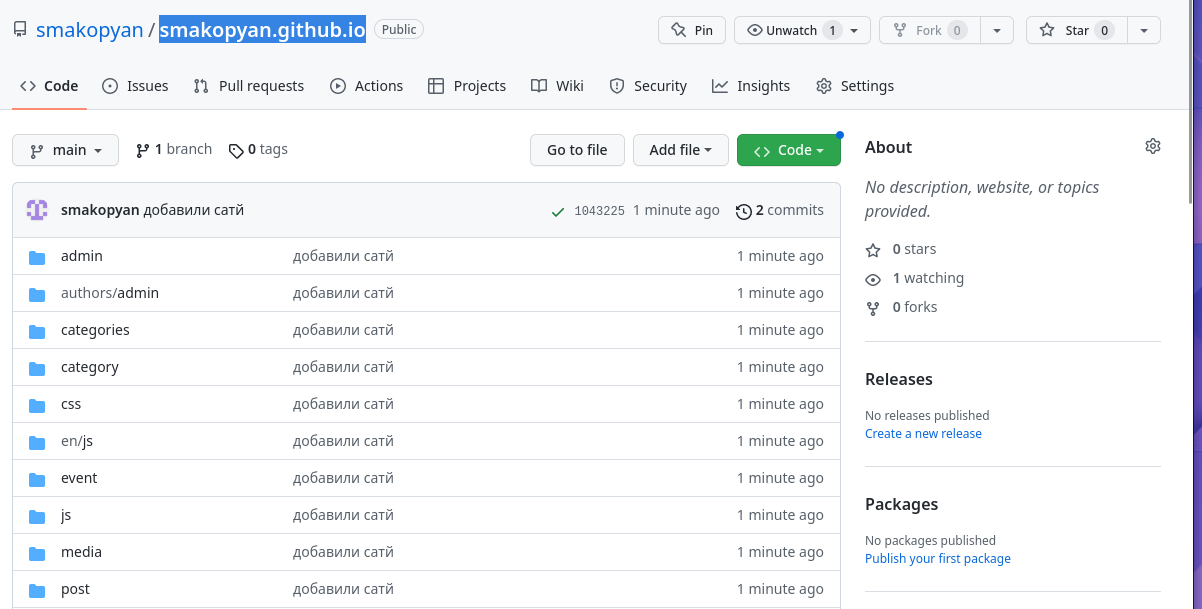 smakopyan / smakopyan.github.io Public Pin Unwatch 1 Fork 0 Star 0
Code Issues Pull requests Actions Projects Wiki Security Insights Settings
main 1 branch 0 tags Go to file Add file Code
smakopyan добавили сатй 1043225 1 minute ago 2 commits
admin добавили сатй 1 minute ago
authors/admin добавили сатй 1 minute ago
categories добавили сатй 1 minute ago
category добавили сатй 1 minute ago
css добавили сатй 1 minute ago
en/js добавили сатй 1 minute ago
event добавили сатй 1 minute ago
js добавили сатй 1 minute ago
media добавили сатй 1 minute ago
post добавили сатй 1 minute ago
About
No description, website, or topics
provided.
0 stars
1 watching
0 forks
Releases
No releases published
Create a new release
Packages
No packages published
Publish your first package